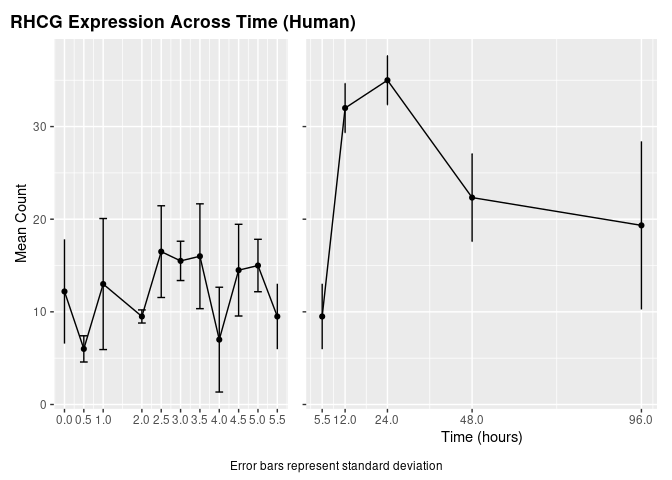 RHCG Expression Across Time (Human)
Mean Count
30
20
10
0
0.0 0.5 1.0 2.0 2.5 3.0 3.5 4.0 4.5 5.0 5.5
5.5 12.0 24.0 48.0 96.0
Time (hours)
Error bars represent standard deviation